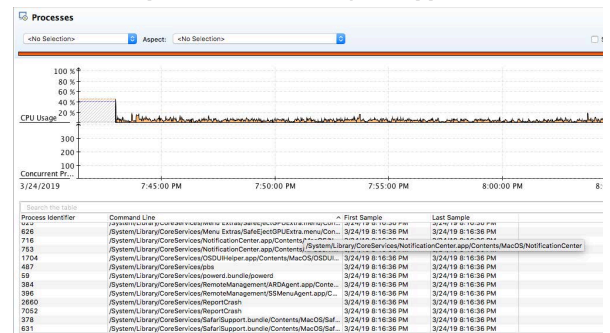 Processes
<No Selection> Aspect: <No Selection>
100 %
80 %
60 %
40 %
20 %
CPU Usage
300
200
100
Concurrent Pr...
3/24/2019 7:45:00 PM 7:50:00 PM 7:55:00 PM 8:00:00 PM 8:
Search the table
Process Identifier Command Line First Sample Last Sample
625 /System/Library/CoreServices/Menu Extras/SafeEjectGPUExtra.menu/Con... 3/24/19 8:16:36 PM 3/24/19 8:16:36 PM
626 /System/Library/CoreServices/Menu Extras/SafeEjectGPUExtra.menu/Con... 3/24/19 8:16:36 PM 3/24/19 8:16:36 PM
716 /System/Library/CoreServices/NotificationCenter.app/Contents/MacOS/N
753 /System/Library/CoreServices/NotificationCenter.app/Contents/ /System/Library/CoreServices/NotificationCenter.app/Contents/MacOS/NotificationCenter
1704 /System/Library/CoreServices/OSDUIHelper.app/Contents/MacOS/OSDUI... 3/24/19 8:16:36 PM 3/24/19 8:16:36 PM
487 /System/Library/CoreServices/pbs 3/24/19 8:16:36 PM 3/24/19 8:16:36 PM
59 /System/Library/CoreServices/powerd.bundle/powerd 3/24/19 8:16:36 PM 3/24/19 8:16:36 PM
384 /System/Library/CoreServices/RemoteManagement/ARDAgent.app/Conte... 3/24/19 8:16:36 PM 3/24/19 8:16:36 PM
396 /System/Library/CoreServices/RemoteManagement/SSMenuAgent.app/C... 3/24/19 8:16:36 PM 3/24/19 8:16:36 PM
2660 /System/Library/CoreServices/ReportCrash 3/24/19 8:16:36 PM 3/24/19 8:16:36 PM
7052 /System/Library/CoreServices/ReportCrash 3/24/19 8:16:36 PM 3/24/19 8:16:36 PM
378 /System/Library/CoreServices/SafariSupport.bundle/Contents/MacOS/Saf... 3/24/19 8:16:36 PM 3/24/19 8:16:36 PM
631 /System/Library/CoreServices/SafariSupport.bundle/Contents/MacOS/Saf... 3/24/19 8:16:36 PM 3/24/19 8:16:36 PM